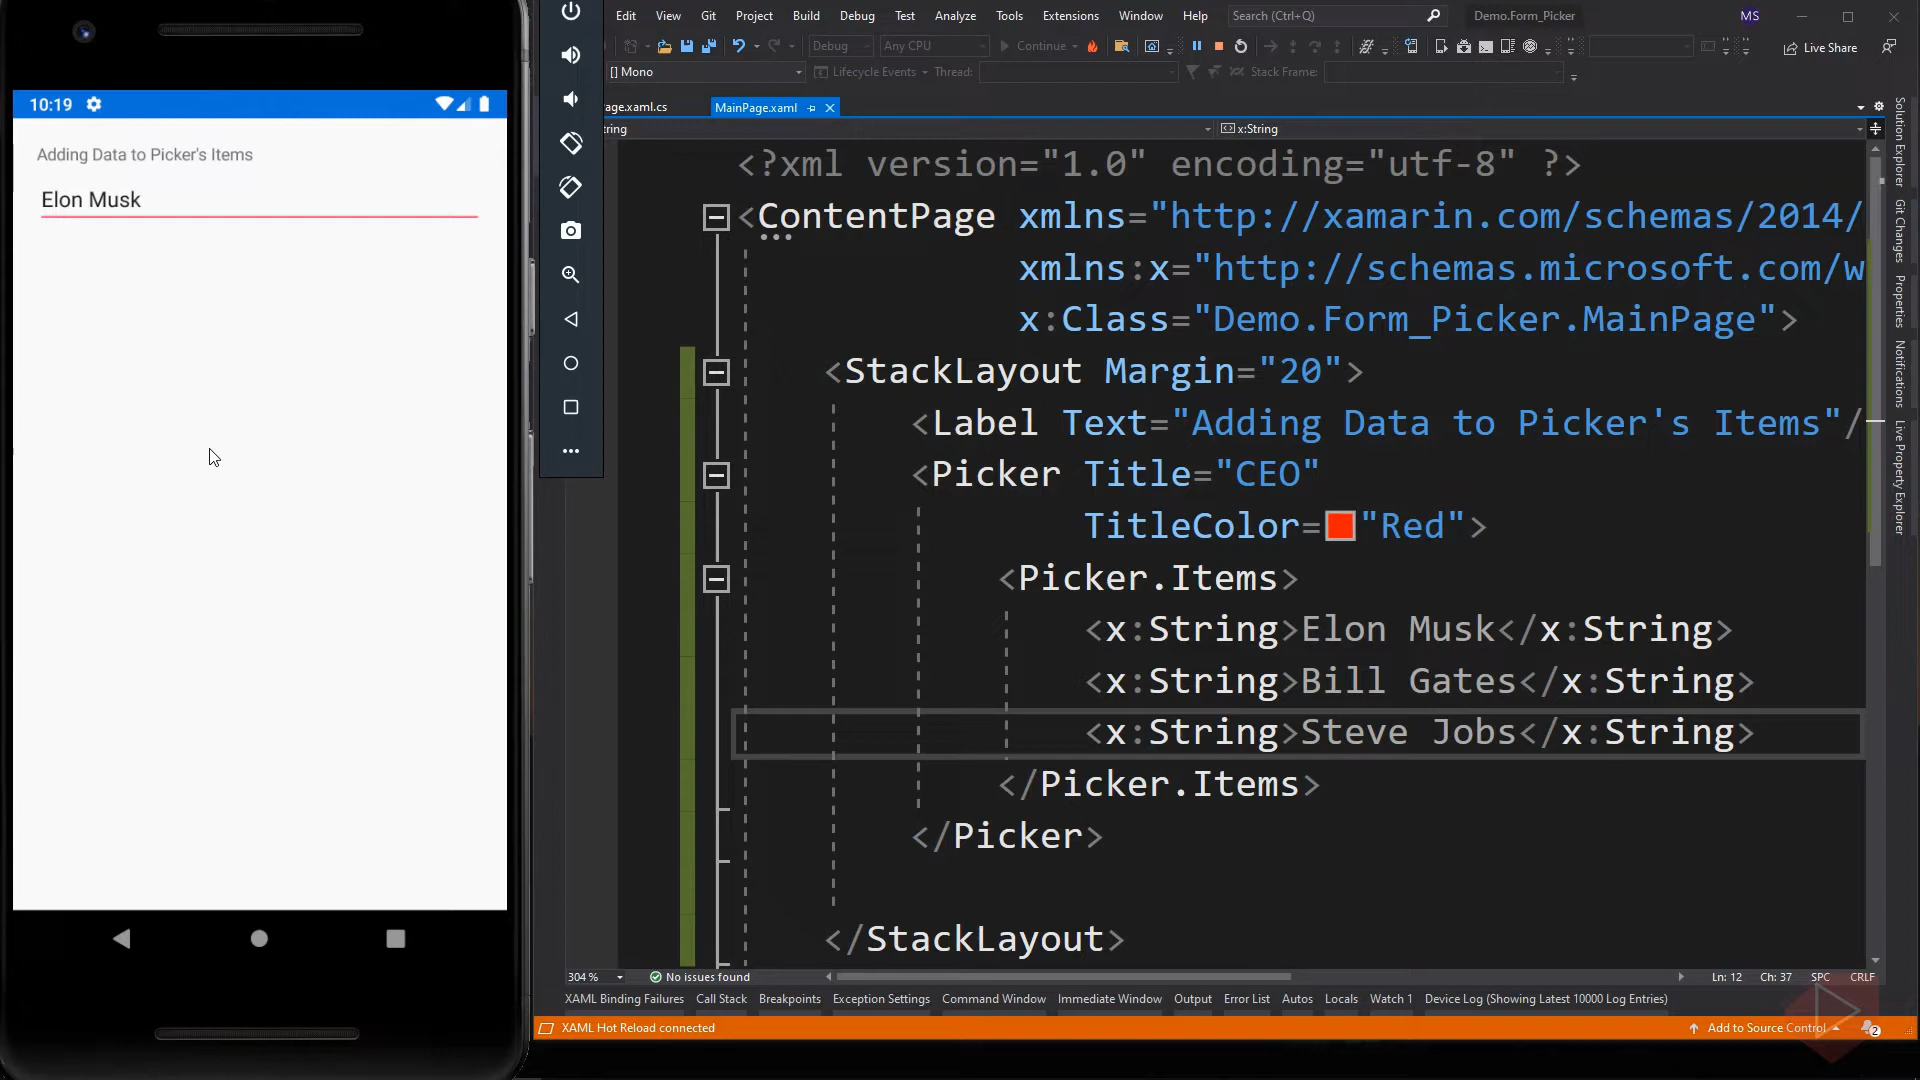 10:19
Adding Data to Picker's Items
Elon Musk
Edit View Git Project Build Debug Test Analyze Tools Extensions Window Help Search (Ctrl+Q) Demo.Form_Picker MS
Debug Any CPU Continue Live Share
[] Mono Lifecycle Events Thread: Stack Frame:
age.xaml.cs MainPage.xaml
tring x:String
<?xml version="1.0" encoding="utf-8" ?>
<ContentPage xmlns="http://xamarin.com/schemas/2014/
xmlns:x="http://schemas.microsoft.com/w
x:Class="Demo.Form_Picker.MainPage">
<StackLayout Margin="20">
<Label Text="Adding Data to Picker's Items"/
<Picker Title="CEO"
TitleColor="Red">
<Picker.Items>
<x:String>Elon Musk</x:String>
<x:String>Bill Gates</x:String>
<x:String>Steve Jobs</x:String>
</Picker.Items>
</Picker>
</StackLayout>
304 % No issues found Ln: 12 Ch: 37 SPC CRLF
XAML Binding Failures Call Stack Breakpoints Exception Settings Command Window Immediate Window Output Error List Autos Locals Watch 1 Device Log (Showing Latest 10000 Log Entries)
XAML Hot Reload connected Add to Source Control 2
Solution Explorer
Git Changes
Properties
Notifications
Live Property Explorer